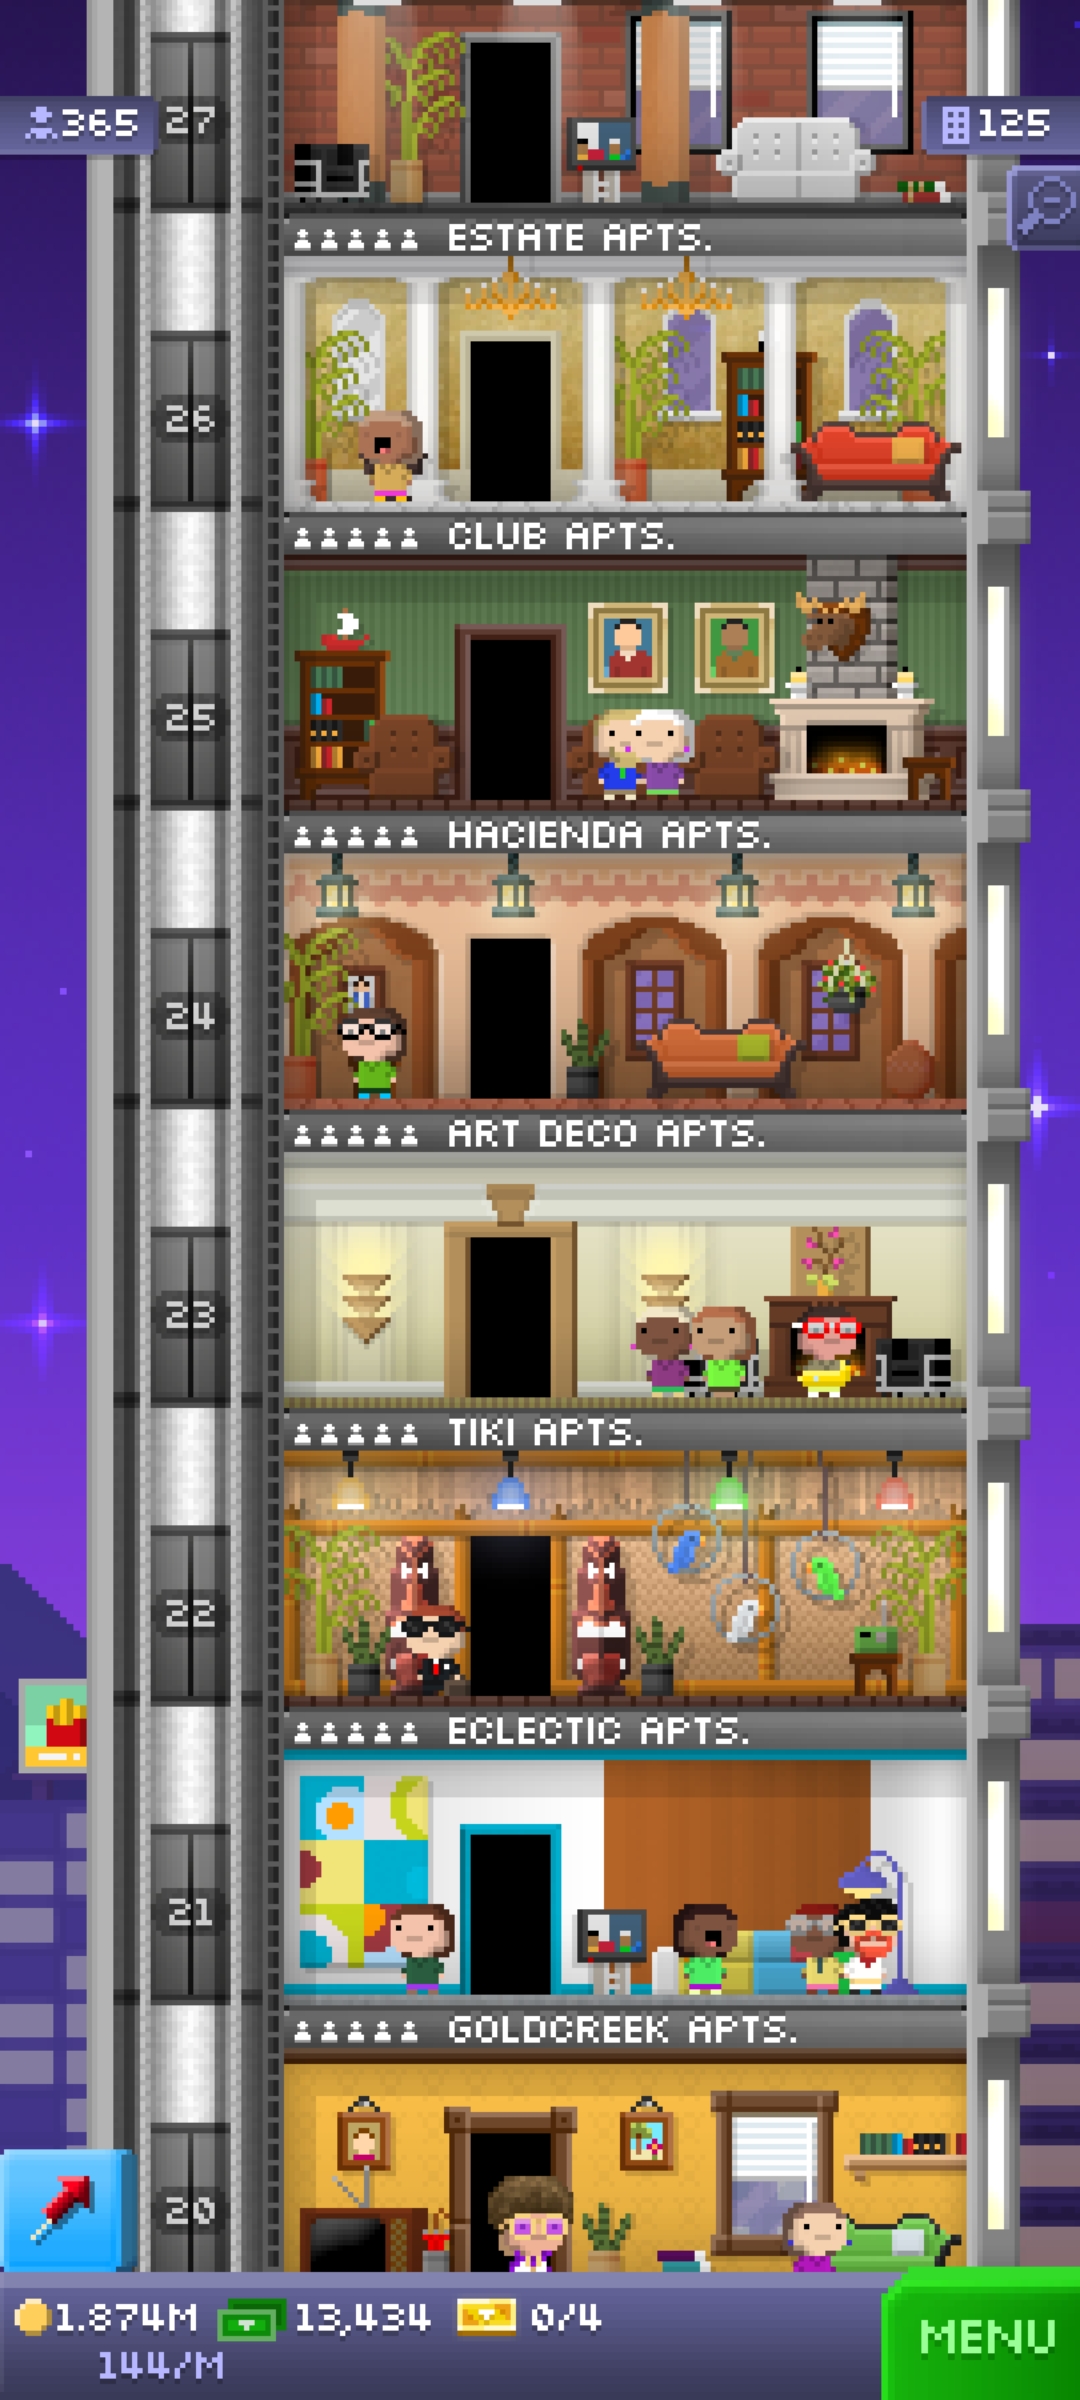 365
27
125
ESTATE APTS.
26
CLUB APTS.
25
HACIENDA APTS.
24
ART DECO APTS.
23
TIKI APTS.
22
ECLECTIC APTS.
21
GOLDCREEK APTS.
20
1.874M 13,434 0/4
144/M
MENU